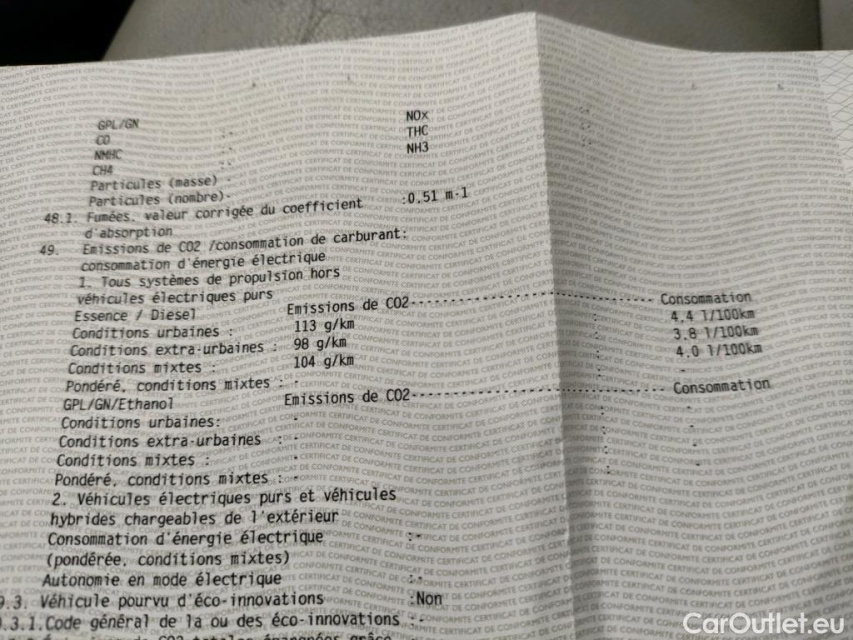 GPL/GN
NOx
CO
THC
NMHC
NH3
CH4
Particules (masse) -
Particules (nombre)-
48.1. Fumées, valeur corrigée du coefficient :0.51 m-1
d'absorption
49. Emissions de CO2 /consommation de carburant:
consommation d'énergie électrique
1. Tous systèmes de propulsion hors
véhicules électriques purs
Essence / Diesel Emissions de CO2 Consommation
Conditions urbaines : 113 g/km 4.4 l/100km
Conditions extra-urbaines : 98 g/km 3.8 l/100km
Conditions mixtes : 104 g/km 4.0 l/100km
Pondéré, conditions mixtes : -
GPL/GN/Ethanol Emissions de CO2 Consommation
Conditions urbaines: -
Conditions extra-urbaines : -
Conditions mixtes : -
Pondéré, conditions mixtes : -
2. Véhicules électriques purs et véhicules
hybrides chargeables de l'extérieur
Consommation d'énergie électrique :-
(pondérée, conditions mixtes)
Autonomie en mode électrique :-
9.3. Véhicule pourvu d'éco-innovations :Non
.3.1.Code général de la ou des éco-innovations :-
CarOutlet.eu